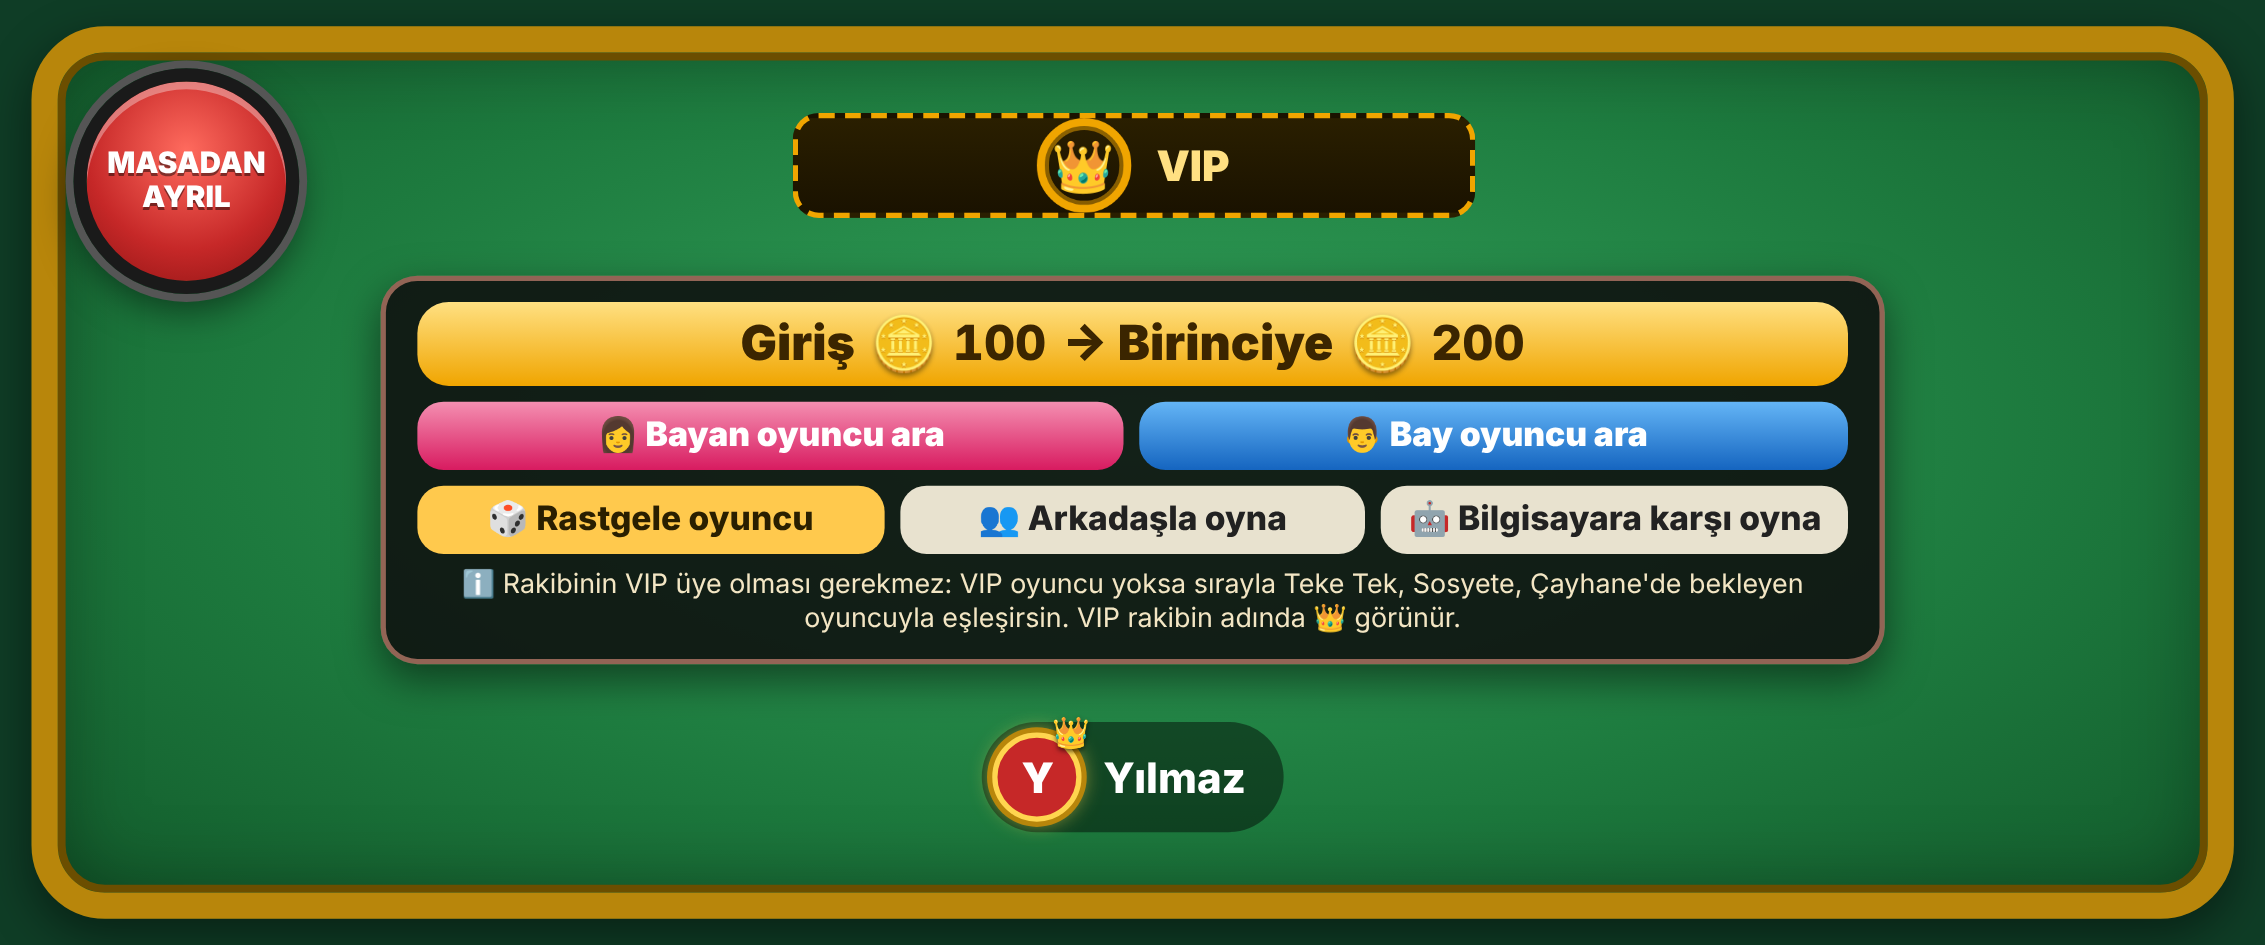 MASADAN
AYRIL
VIP
Giriş 100 → Birinciye 200
Bayan oyuncu ara
Bay oyuncu ara
Rastgele oyuncu
Arkadaşla oyna
Bilgisayara karşı oyna
Rakibinin VIP üye olması gerekmez: VIP oyuncu yoksa sırayla Teke Tek, Sosyete, Çayhane'de bekleyen
oyuncuyla eşleşirsin. VIP rakibin adında 👑 görünür.
Y
Yılmaz